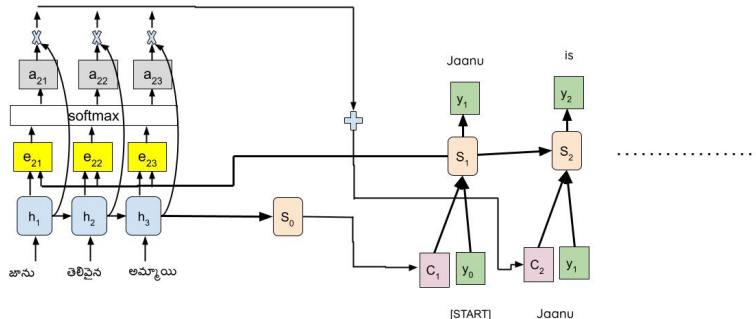 a21 a22 a23
softmax
e21 e22 e23
h1 h2 h3
జాను తెలివైన అమ్మాయి
S0
Jaanu
y1
S1
C1 y0
[START]
is
y2
S2
C2 y1
Jaanu